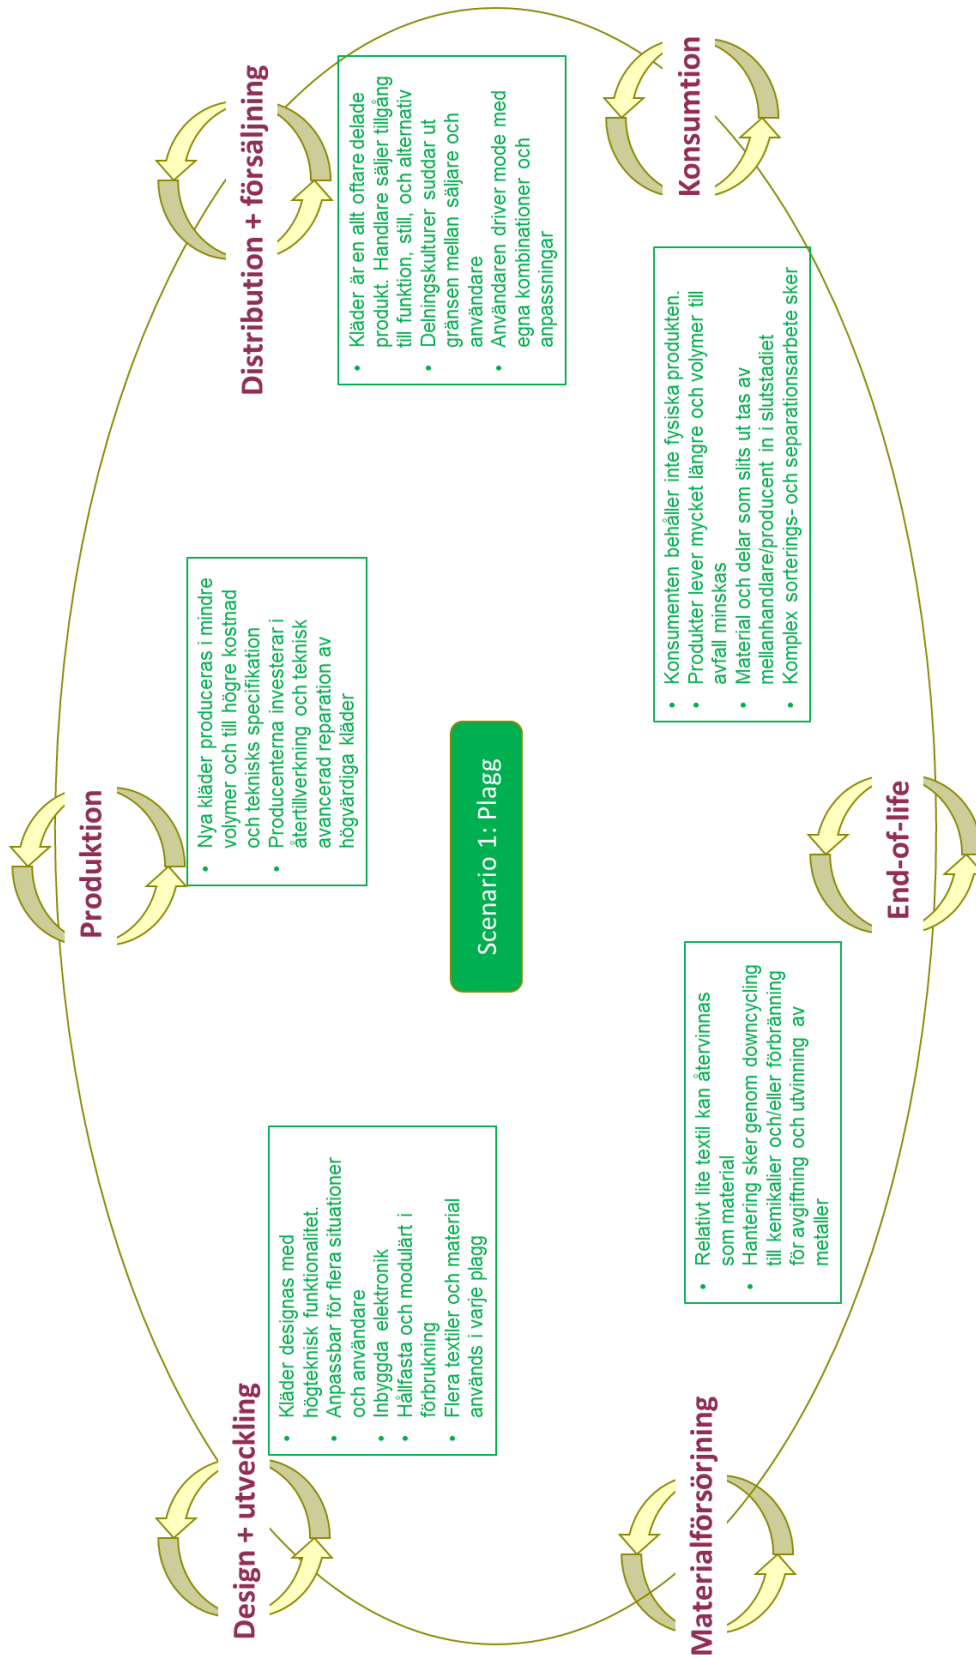 Design + utveckling
• Kläder designas med
högteknisk funktionalitet.
• Anpassbar för flera situationer
och användare
• Inbyggda elektronik
• Hållfasta och modulärt i
förbrukning
• Flera textiler och material
används i varje plagg
Produktion
• Nya kläder produceras i mindre
volymer och till högre kostnad
och teknisks specifikation
• Producenterna investerar i
återtillverkning och teknisk
avancerad reparation av
högvärdiga kläder
Distribution + försäljning
• Kläder är en allt oftare delade
produkt. Handlare säljer tillgång
till funktion, still, och alternativ
• Delningskulturer suddar ut
gränsen mellan säljare och
användare
• Användaren driver mode med
egna kombinationer och
anpassningar
Scenario 1: Plagg
Konsumtion
• Konsumenten behåller inte fysiska produkten.
• Produkter lever mycket längre och volymer till
avfall minskas
• Material och delar som slits ut tas av
mellanhandlare/producent in i slutstadiet
• Komplex sorterings- och separationsarbete sker
End-of-life
• Relativt lite textil kan återvinnas
som material
• Hantering sker genom downcycling
till kemikalier och/eller förbränning
för avgiftning och utvinning av
metaller
Materialförsörjning